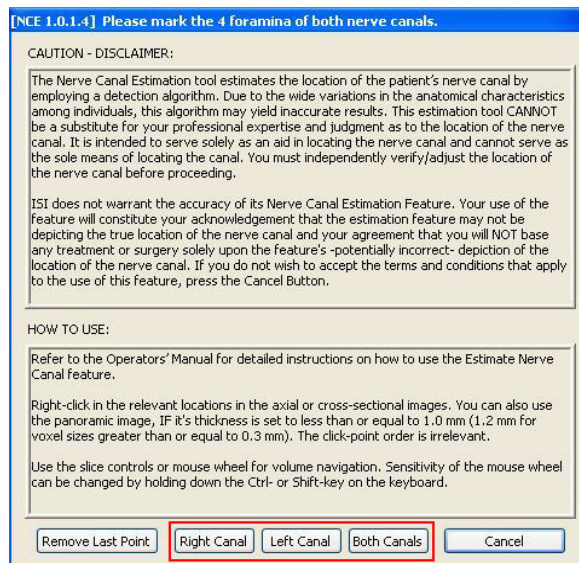 [NCE 1.0.1.4] Please mark the 4 foramina of both nerve canals.
CAUTION - DISCLAIMER:
The Nerve Canal Estimation tool estimates the location of the patient's nerve canal by
employing a detection algorithm. Due to the wide variations in the anatomical characteristics
among individuals, this algorithm may yield inaccurate results. This estimation tool CANNOT
be a substitute for your professional expertise and judgment as to the location of the nerve
canal. It is intended to serve solely as an aid in locating the nerve canal and cannot serve as
the sole means of locating the canal. You must independently verify/adjust the location of
the nerve canal before proceeding.
ISI does not warrant the accuracy of its Nerve Canal Estimation Feature. Your use of the
feature will constitute your acknowledgement that the estimation feature may not be
depicting the true location of the nerve canal and your agreement that you will NOT base
any treatment or surgery solely upon the feature's -potentially incorrect- depiction of the
location of the nerve canal. If you do not wish to accept the terms and conditions that apply
to the use of this feature, press the Cancel Button.
HOW TO USE:
Refer to the Operators' Manual for detailed instructions on how to use the Estimate Nerve
Canal feature.
Right-click in the relevant locations in the axial or cross-sectional images. You can also use
the panoramic image, IF it's thickness is set to less than or equal to 1.0 mm (1.2 mm for
voxel sizes greater than or equal to 0.3 mm). The click-point order is irrelevant.
Use the slice controls or mouse wheel for volume navigation. Sensitivity of the mouse wheel
can be changed by holding down the Ctrl- or Shift-key on the keyboard.
Remove Last Point Right Canal Left Canal Both Canals Cancel